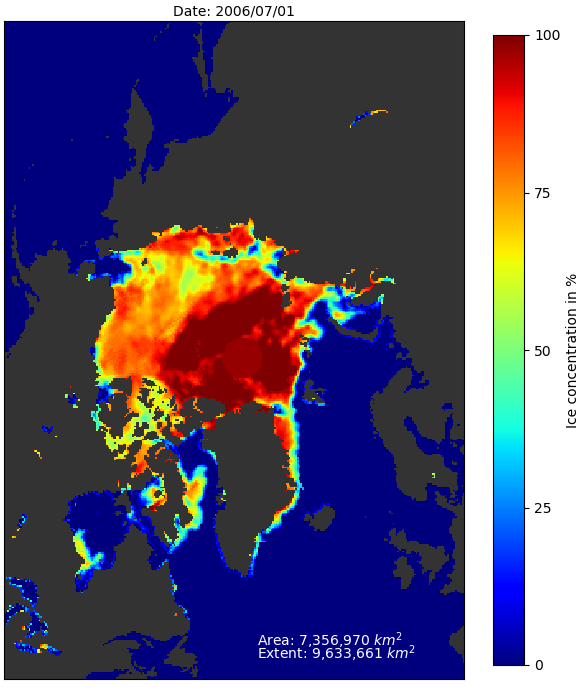 Date: 2006/07/01
100
75
50
25
0
Ice concentration in %
Area: 7,356,970 km²
Extent: 9,633,661 km²